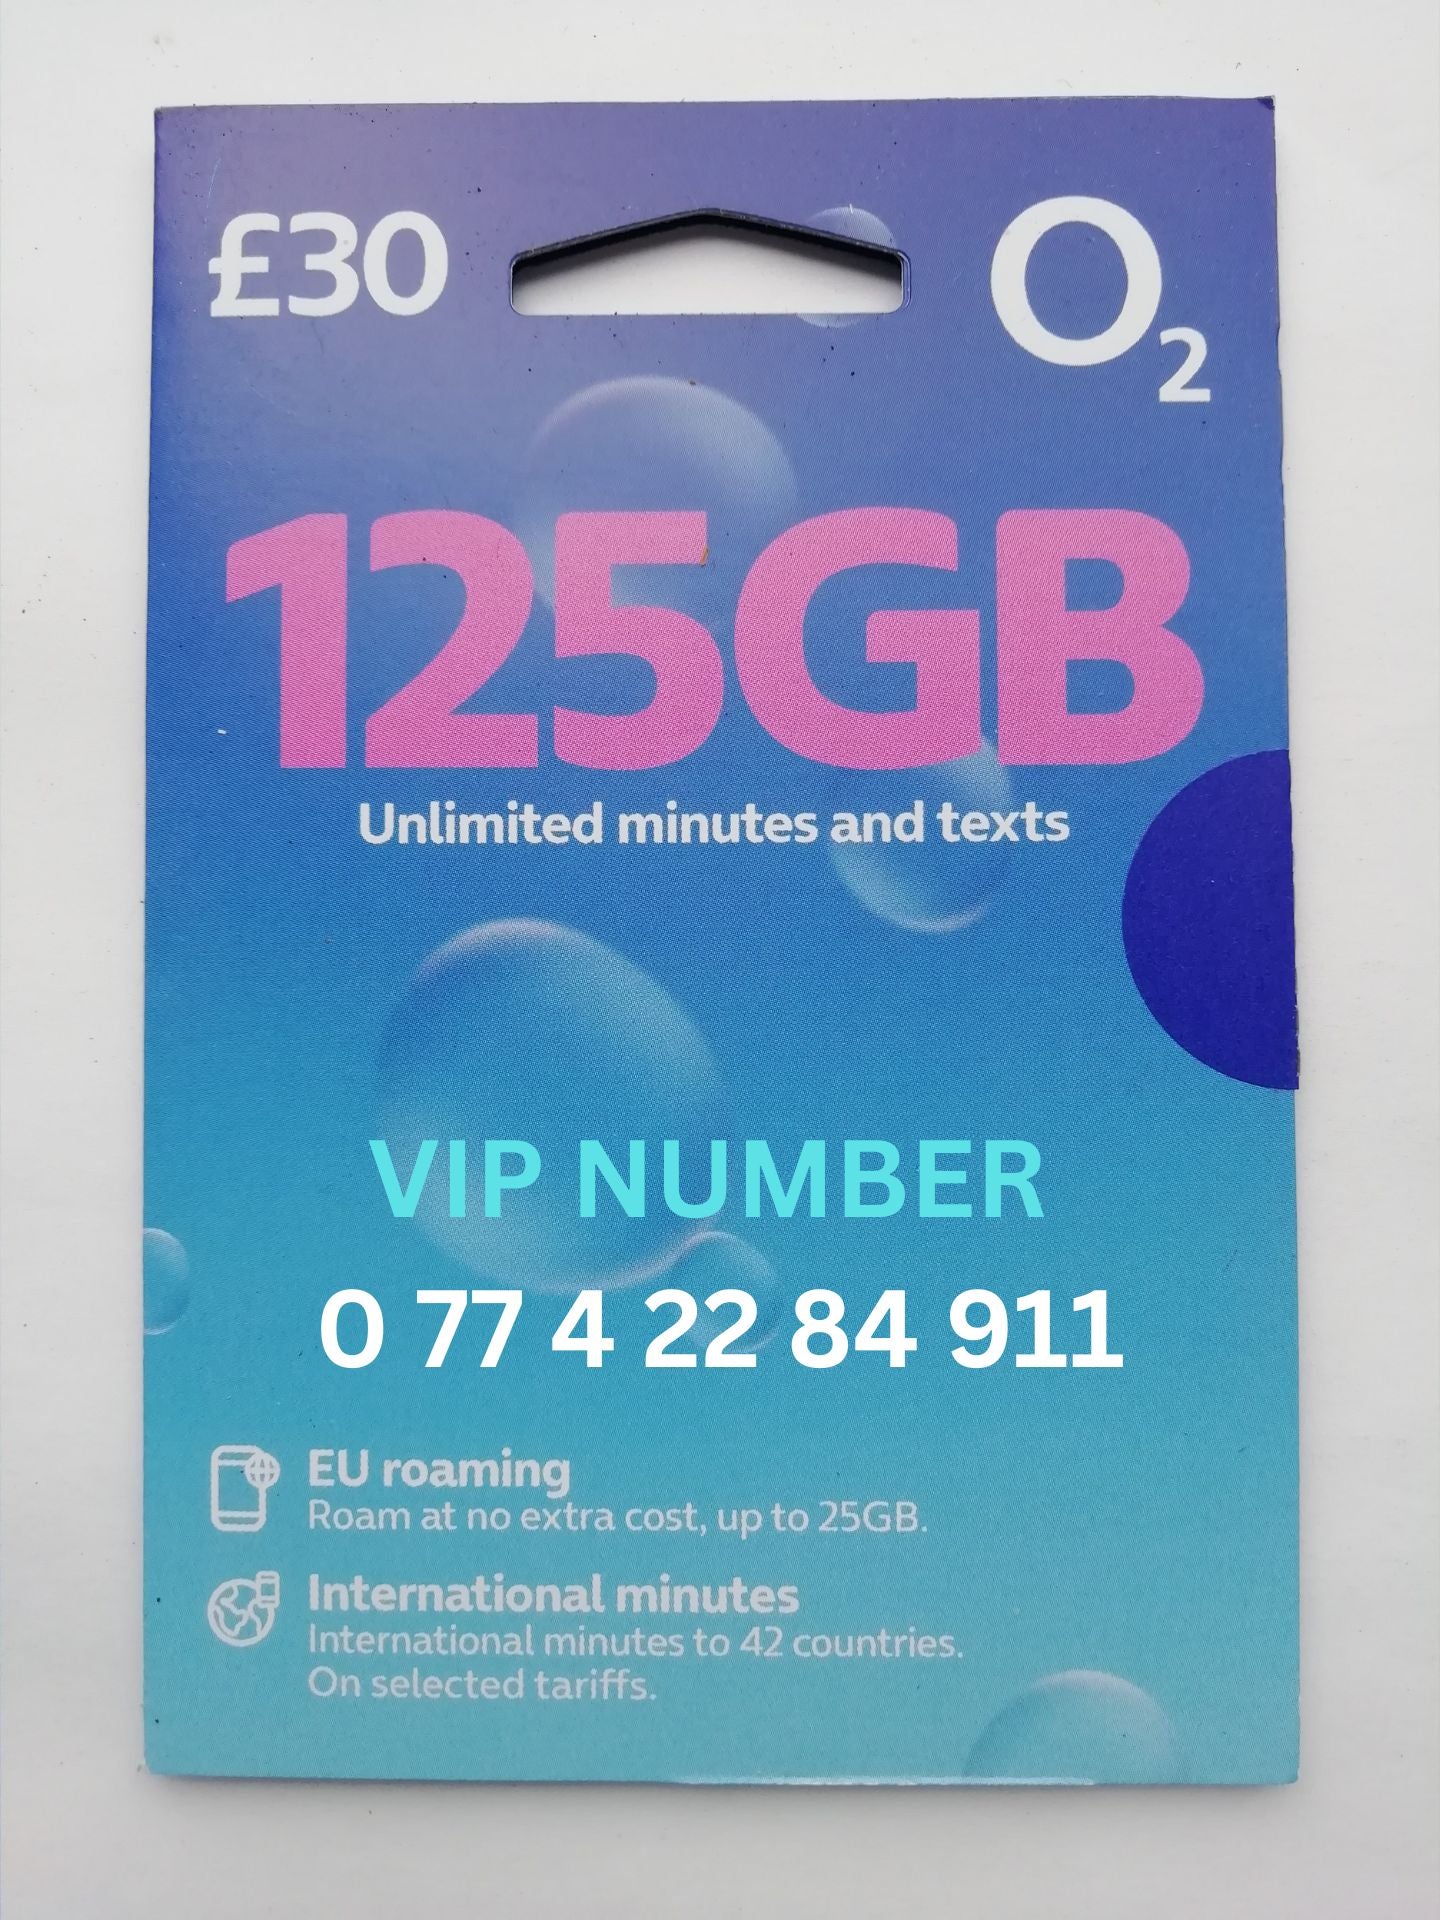 £30
O2
125GB
Unlimited minutes and texts
VIP NUMBER
0 77 4 22 84 911
EU roaming
Roam at no extra cost, up to 25GB.
International minutes
International minutes to 42 countries.
On selected tariffs.